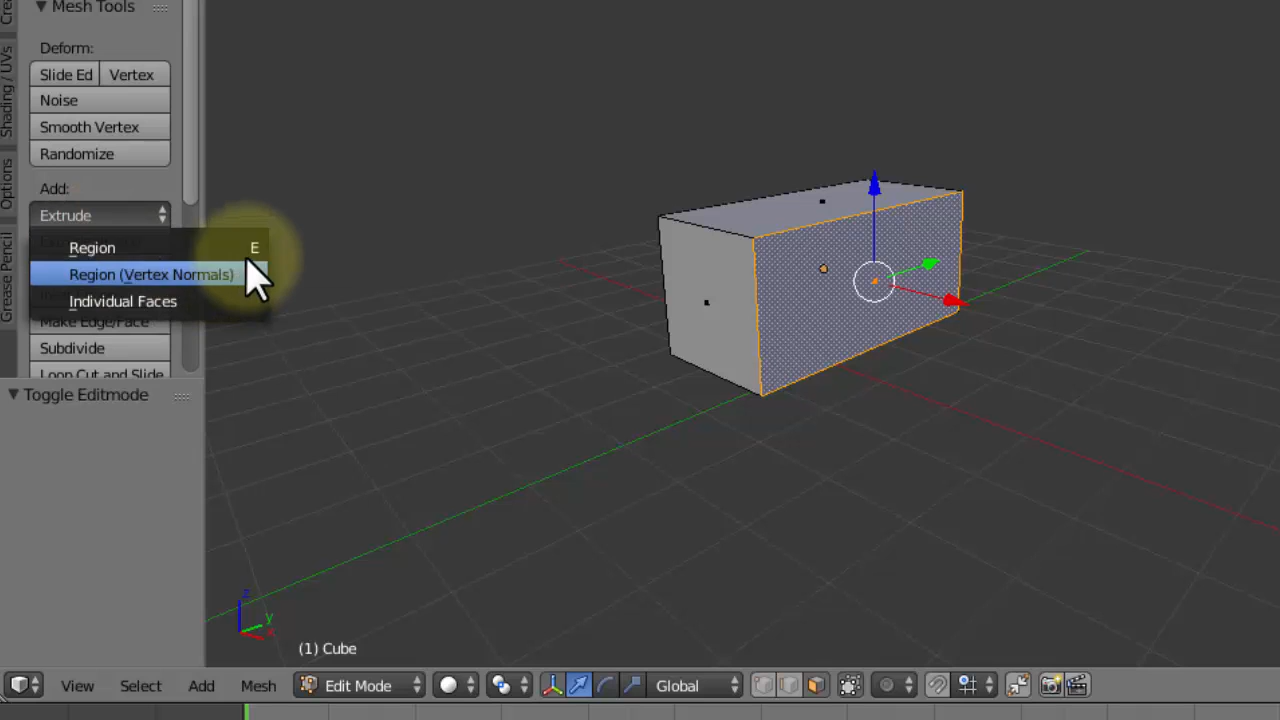 Mesh Tools
Cre
Shading / UVs
Options
Grease Pencil
Deform:
Slide Ed Vertex
Noise
Smooth Vertex
Randomize
Add:
Extrude
Region E
Region (Vertex Normals)
Individual Faces
Make Edge/Face
Subdivide
Loop Cut and Slide
Toggle Editmode
z
y
x
(1) Cube
View Select Add Mesh Edit Mode Global